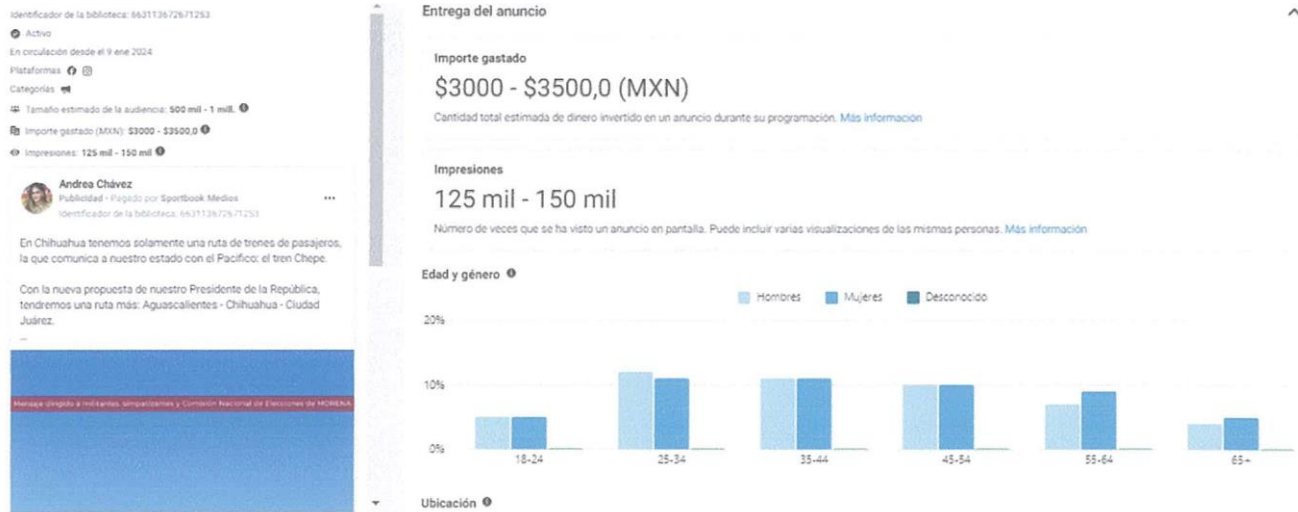 Identificador de la biblioteca: 663113672671253
Activo
En circulación desde el 9 ene 2024
Plataformas
Categorías
Tamaño estimado de la audiencia: 500 mil - 1 mill.
Importe gastado (MXN): $3000 - $3500,0
Impresiones: 125 mil - 150 mil
Andrea Chávez
Publicidad • Pagado por Sportbook Medios
Identificador de la biblioteca: 663113672671253
En Chihuahua tenemos solamente una ruta de trenes de pasajeros,
la que comunica a nuestro estado con el Pacífico: el tren Chepe.
Con la nueva propuesta de nuestro Presidente de la República,
tendremos una ruta más: Aguascalientes - Chihuahua - Ciudad
Juárez.
...
Mensaje dirigido a militantes, simpatizantes y Comisión Nacional de Elecciones de MORENA
Entrega del anuncio
Importe gastado
$3000 - $3500,0 (MXN)
Cantidad total estimada de dinero invertido en un anuncio durante su programación. Más información
Impresiones
125 mil - 150 mil
Número de veces que se ha visto un anuncio en pantalla. Puede incluir varias visualizaciones de las mismas personas. Más información
Edad y género
Hombres Mujeres Desconocido
20%
10%
0%
18-24 25-34 35-44 45-54 55-64 65+
Ubicación